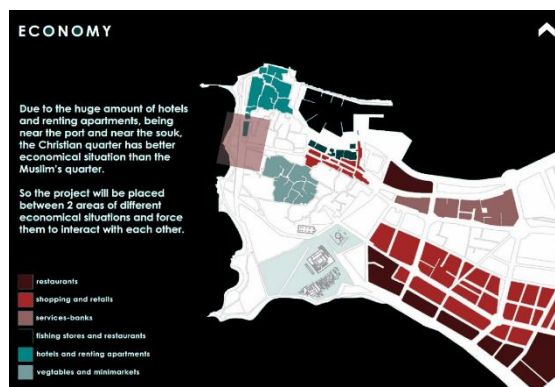 ECONOMY
Due to the huge amount of hotels
and renting apartments, being
near the port and near the souk,
the Christian quarter has better
economical situation than the
Muslim's quarter.
So the project will be placed
between 2 areas of different
economical situations and force
them to interact with each other.
restaurants
shopping and retails
services-banks
fishing stores and restaurants
hotels and renting apartments
vegtables and minimarkets